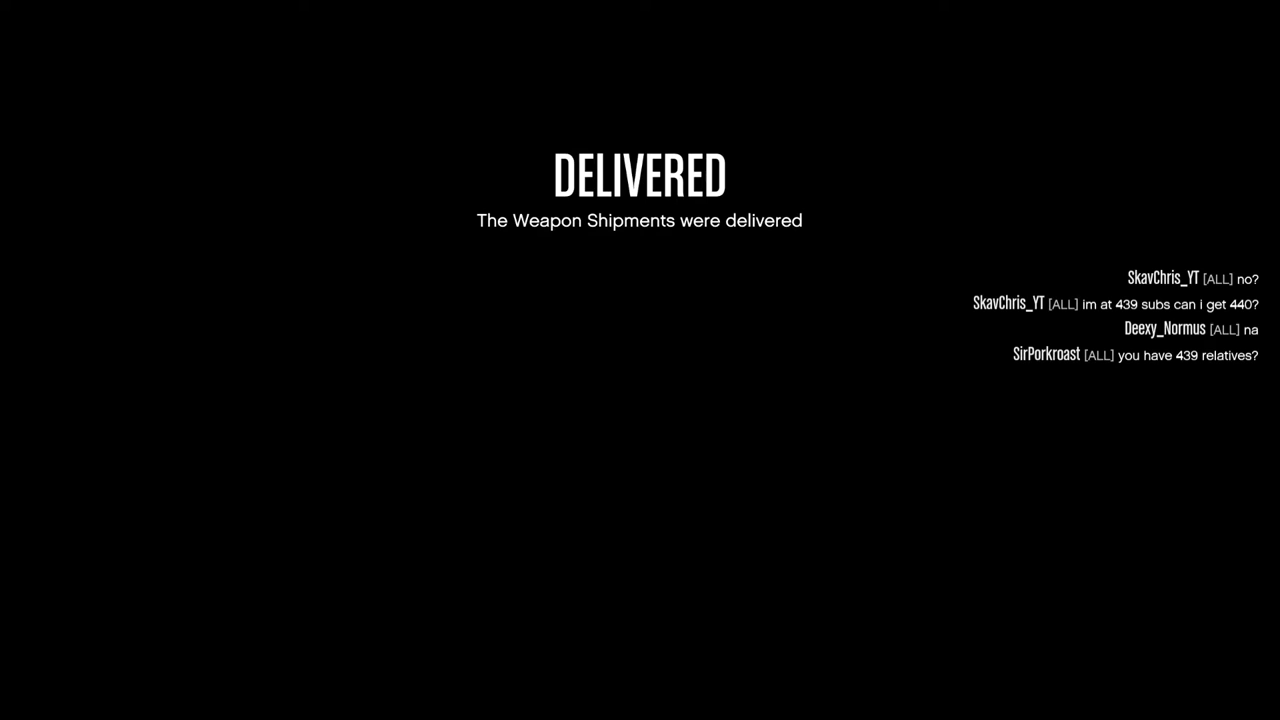 DELIVERED
The Weapon Shipments were delivered
SkavChris_YT [ALL] no?
SkavChris_YT [ALL] im at 439 subs can i get 440?
Deexy_Normus [ALL] na
SirPorkroast [ALL] you have 439 relatives?